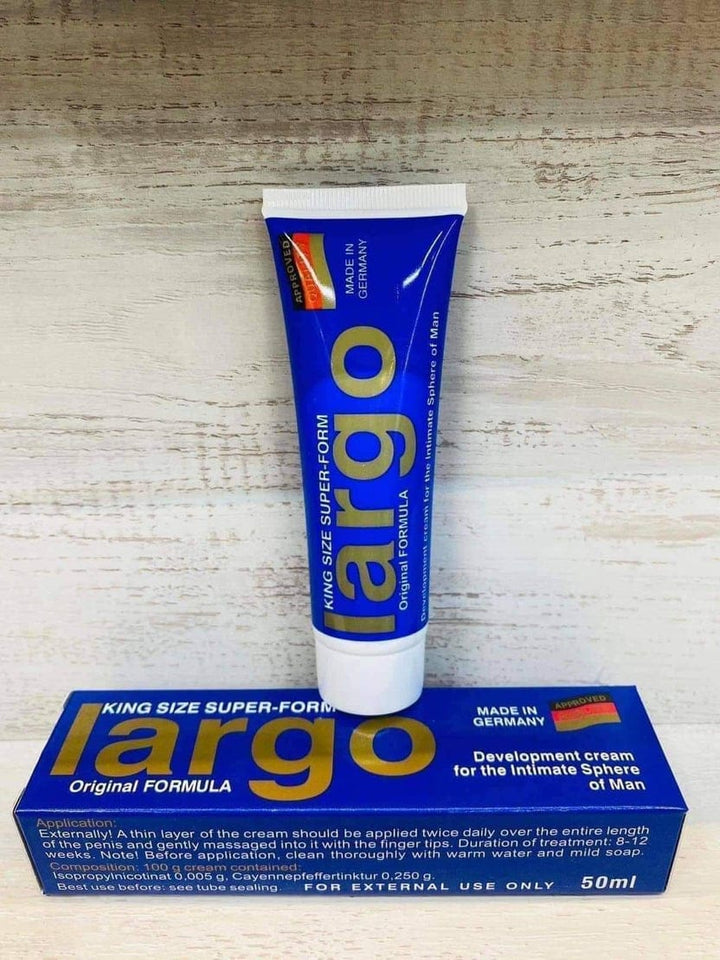 APPROVED
QUALITY
MADE IN
GERMANY
KING SIZE SUPER-FORM
largo
Original FORMULA
Development cream for the Intimate Sphere of Man
KING SIZE SUPER-FORM
largo
Original FORMULA
MADE IN
GERMANY
APPROVED
Development cream
for the Intimate Sphere
of Man
Application:
Externally! A thin layer of the cream should be applied twice daily over the entire length
of the penis and gently massaged into it with the finger tips. Duration of treatment: 8-12
weeks. Note! Before application, clean thoroughly with warm water and mild soap.
Composition: 100 g cream contained:
Isopropylnicotinat 0,005 g, Cayennepfeffertinktur 0,250 g.
Best use before: see tube sealing. FOR EXTERNAL USE ONLY 50ml